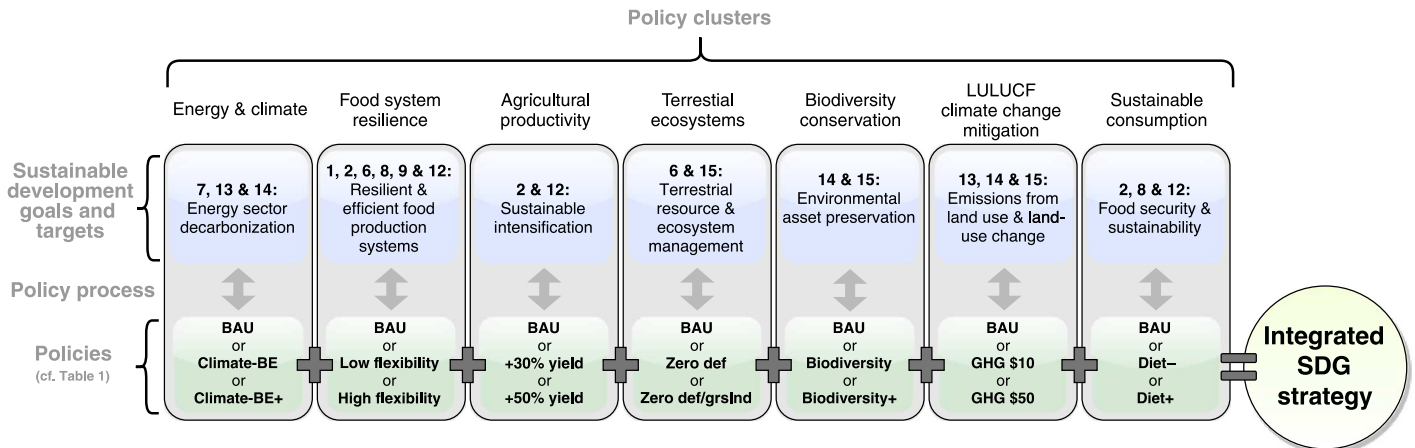 Policy clusters
Energy & climate
Food system
resilience
Agricultural
productivity
Terrestial
ecosystems
Biodiversity
conservation
LULUCF
climate change
mitigation
Sustainable
consumption
Sustainable
development
goals and
targets
7, 13 & 14:
Energy sector
decarbonization
1, 2, 6, 8, 9 & 12:
Resilient &
efficient food
production
systems
2 & 12:
Sustainable
intensification
6 & 15:
Terrestrial
resource &
ecosystem
management
14 & 15:
Environmental
asset preservation
13, 14 & 15:
Emissions from
land use & land-
use change
2, 8 & 12:
Food security &
sustainability
Policy process
Policies
(cf. Table 1)
BAU
or
Climate-BE
or
Climate-BE+
BAU
or
Low flexibility
or
High flexibility
BAU
or
+30% yield
or
+50% yield
BAU
or
Zero def
or
Zero def/grslnd
BAU
or
Biodiversity
or
Biodiversity+
BAU
or
GHG $10
or
GHG $50
BAU
or
Diet–
or
Diet+
Integrated
SDG
strategy